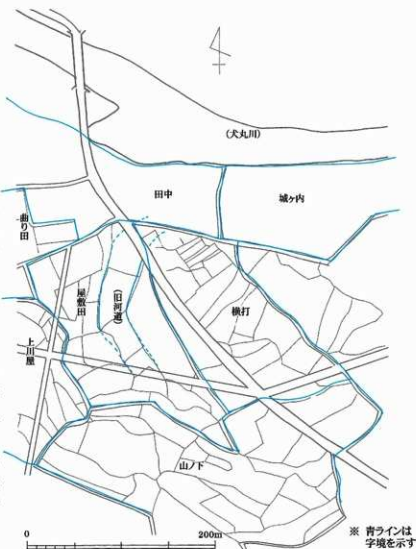 (犬丸川)
田中
城ヶ内
曲り田
屋敷田
(旧河道)
横打
上川屋
山ノ下
0
200m
※ 青ラインは
字境を示す